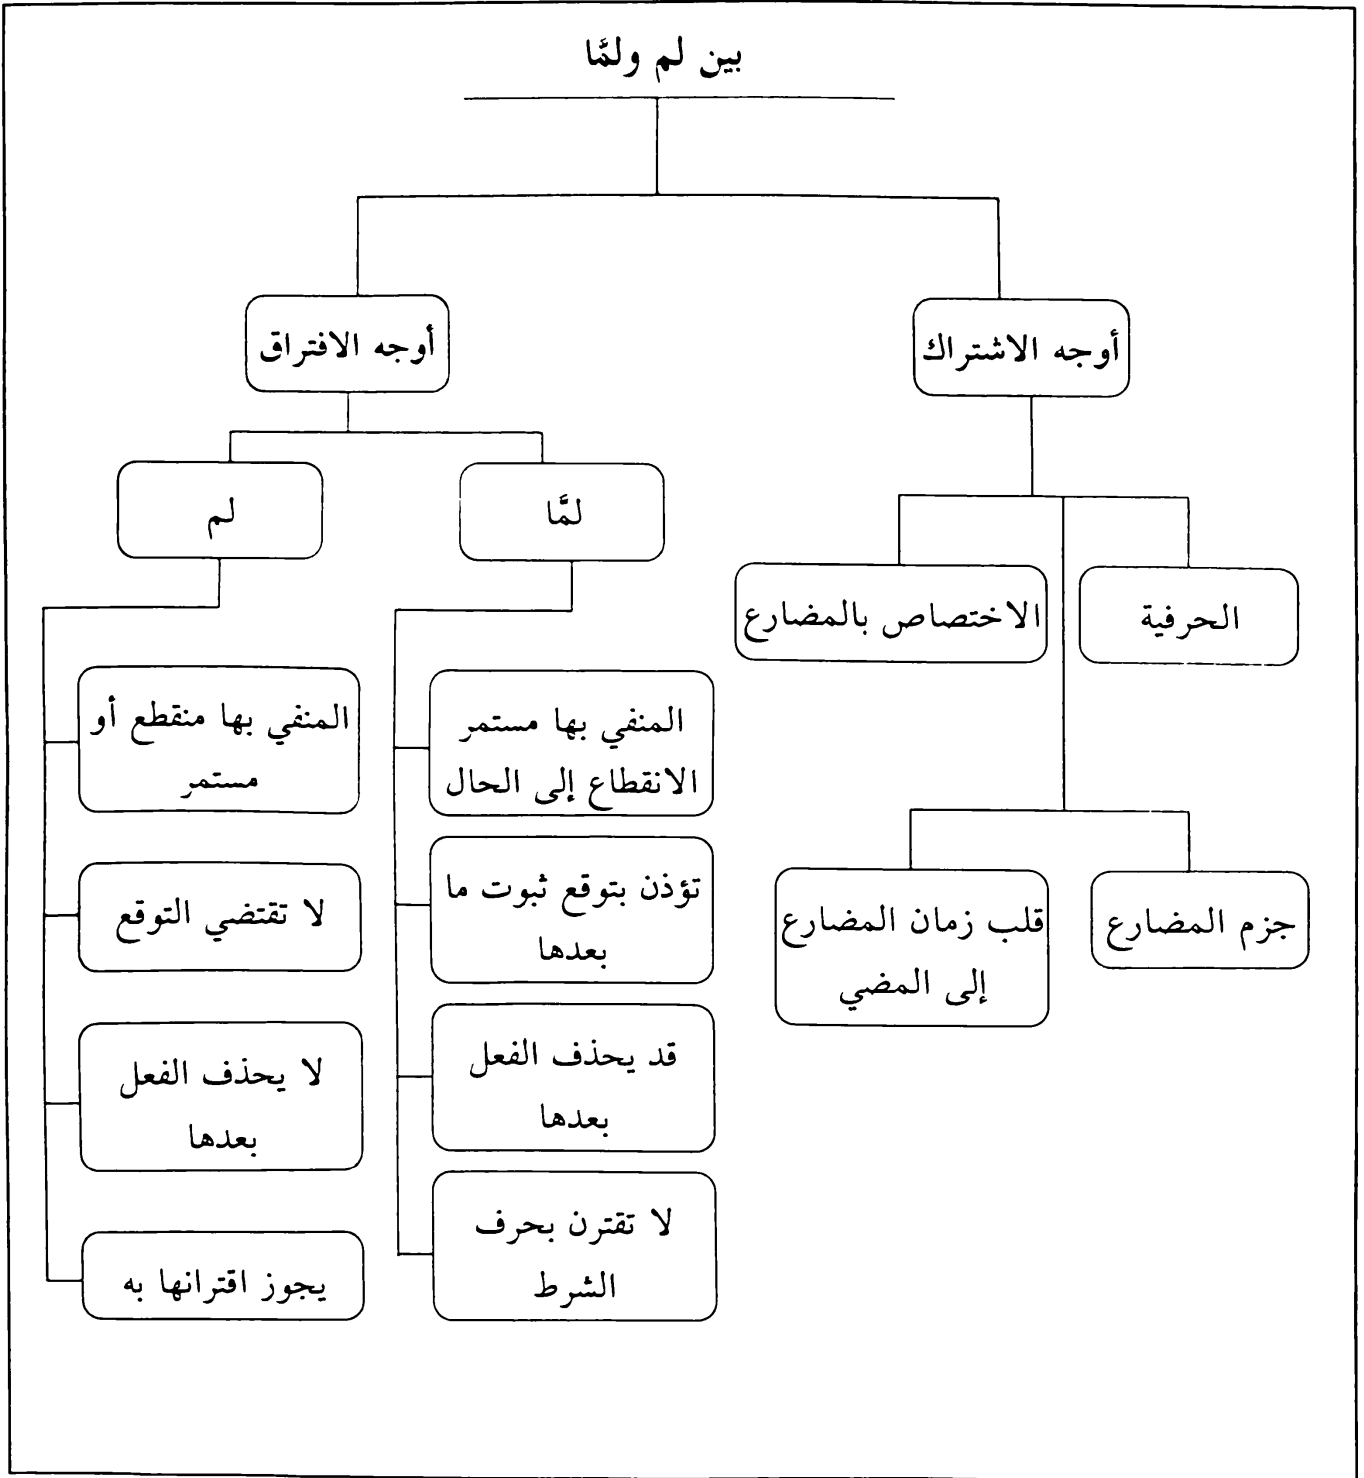 بين لم ولمَّا
أوجه الاشتراك
أوجه الافتراق
الحرفية
الاختصاص بالمضارع
جزم المضارع
قلب زمان المضارع
إلى المضي
لمَّا
لم
المنفي بها مستمر
الانقطاع إلى الحال
تؤذن بتوقع ثبوت ما
بعدها
قد يحذف الفعل
بعدها
لا تقترن بحرف
الشرط
المنفي بها منقطع أو
مستمر
لا تقتضي التوقع
لا يحذف الفعل
بعدها
يجوز اقترانها به